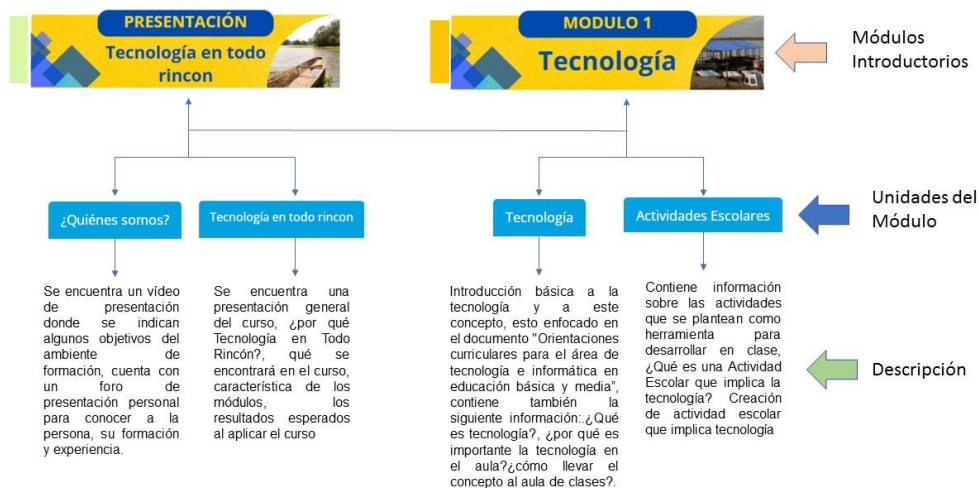 PRESENTACIÓN
Tecnología en todo
rincon
MODULO 1
Tecnología
Módulos
Introductorios
¿Quiénes somos?
Tecnología en todo rincon
Tecnología
Actividades Escolares
Unidades del
Módulo
Se encuentra un vídeo
de presentación
donde se indican
algunos objetivos del
ambiente de
formación, cuenta con
un foro de
presentación personal
para conocer a la
persona, su formación
y experiencia.
Se encuentra una
presentación general
del curso, ¿por qué
Tecnología en Todo
Rincón?, qué se
encontrará en el curso,
característica de los
módulos, los
resultados esperados
al aplicar el curso
Introducción básica a la
tecnología y a este
concepto, esto enfocado en
el documento "Orientaciones
curriculares para el área de
tecnología e informática en
educación básica y media",
contiene también la
siguiente información:.¿Qué
es tecnología?, ¿por qué es
importante la tecnología en
el aula?¿cómo llevar el
concepto al aula de clases?.
Contiene información
sobre las actividades
que se plantean como
herramienta para
desarrollar en clase,
¿Qué es una Actividad
Escolar que implica la
tecnología? Creación
de actividad escolar
que implica tecnología
Descripción